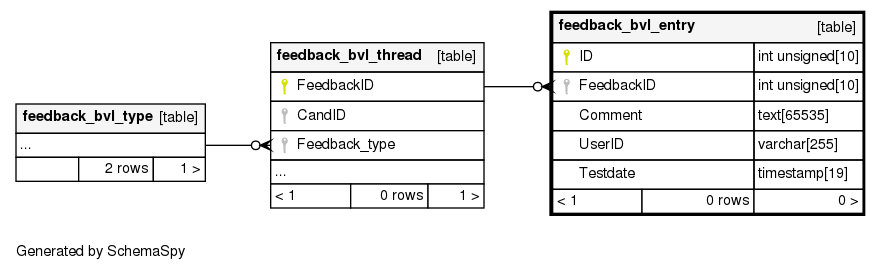 feedback_bvl_entry [table]
ID int unsigned[10]
FeedbackID int unsigned[10]
Comment text[65535]
UserID varchar[255]
Testdate timestamp[19]
< 1 0 rows 0 >
feedback_bvl_thread [table]
FeedbackID
CandID
Feedback_type
...
< 1 0 rows 1 >
feedback_bvl_type [table]
...
2 rows 1 >
Generated by SchemaSpy